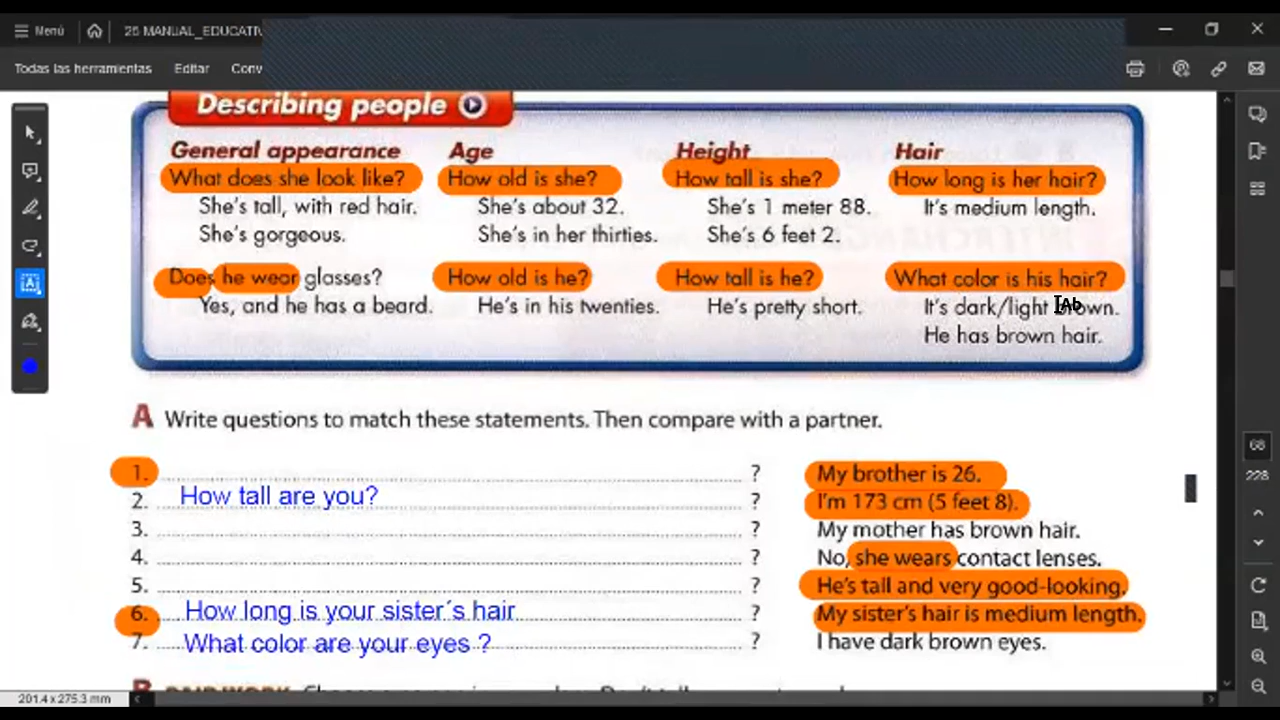 Menú
26 MANUAL_EDUCATIV
Todas las herramientas Editar Conv
Describing people
General appearance Age Height Hair
What does she look like? How old is she? How tall is she? How long is her hair?
She's tall, with red hair. She's about 32. She's 1 meter 88. It's medium length.
She's gorgeous. She's in her thirties. She's 6 feet 2.
Does he wear glasses? How old is he? How tall is he? What color is his hair?
Yes, and he has a beard. He's in his twenties. He's pretty short. It's dark/light brown.
He has brown hair.
A Write questions to match these statements. Then compare with a partner.
1. ? My brother is 26.
2. How tall are you? ? I'm 173 cm (5 feet 8).
3. ? My mother has brown hair.
4. ? No, she wears contact lenses.
5. ? He's tall and very good-looking.
6. How long is your sister´s hair ? My sister's hair is medium length.
7. What color are your eyes ? ? I have dark brown eyes.
68
228
201.4 x 275.3 mm